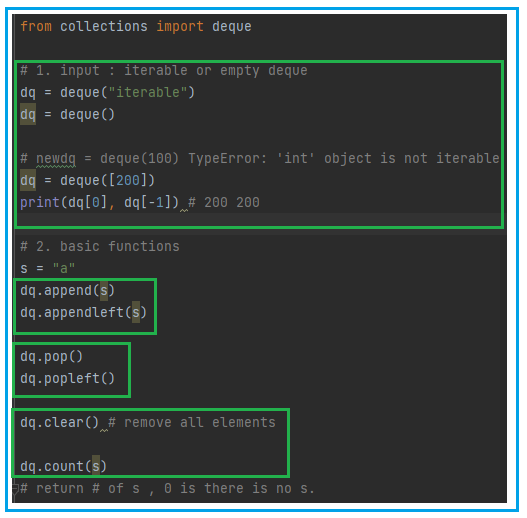 from collections import deque
# 1. input : iterable or empty deque
dq = deque("iterable")
dq = deque()
# newdq = deque(100) TypeError: 'int' object is not iterable
dq = deque([200])
print(dq[0], dq[-1]) # 200 200
# 2. basic functions
s = "a"
dq.append(s)
dq.appendleft(s)
dq.pop()
dq.popleft()
dq.clear() # remove all elements
dq.count(s)
# return # of s , 0 is there is no s.